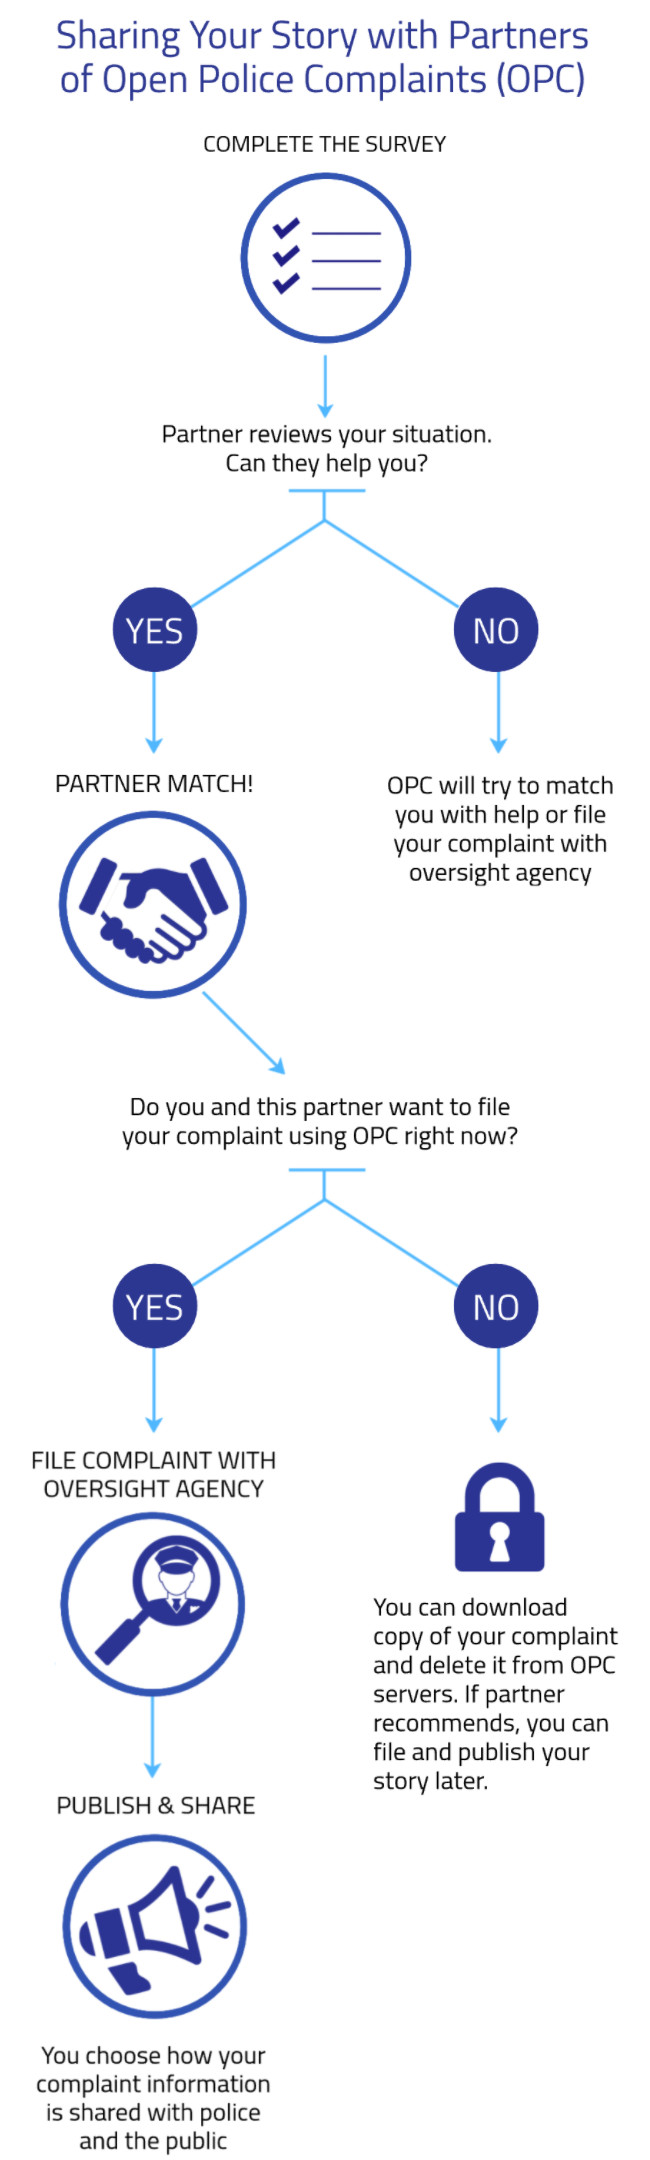 Sharing Your Story with Partners
of Open Police Complaints (OPC)
COMPLETE THE SURVEY
Partner reviews your situation.
Can they help you?
YES
NO
PARTNER MATCH!
OPC will try to match
you with help or file
your complaint with
oversight agency
Do you and this partner want to file
your complaint using OPC right now?
YES
NO
FILE COMPLAINT WITH
OVERSIGHT AGENCY
You can download
copy of your complaint
and delete it from OPC
servers. If partner
recommends, you can
file and publish your
story later.
PUBLISH & SHARE
You choose how your
complaint information
is shared with police
and the public